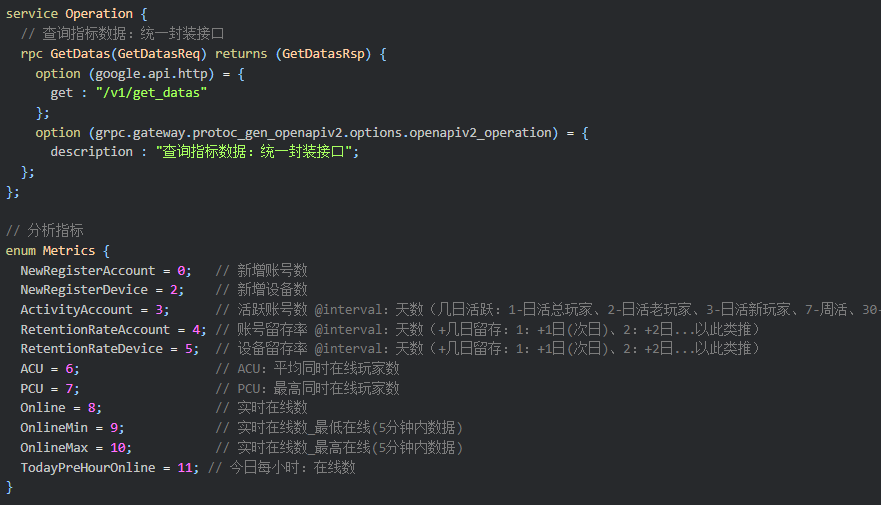 service Operation {
  // 查询指标数据: 统一封装接口
  rpc GetDatas(GetDatasReq) returns (GetDatasRsp) {
    option (google.api.http) = {
      get : "/v1/get_datas"
    };
    option (grpc.gateway.protoc_gen_openapiv2.options.openapiv2_operation) = {
      description : "查询指标数据: 统一封装接口";
  };
};
// 分析指标
enum Metrics {
  NewRegisterAccount = 0;   // 新增账号数
  NewRegisterDevice = 2;    // 新增设备数
  ActivityAccount = 3;      // 活跃账号数 @interval: 天数（几日活跃: 1-日活总玩家、2-日活老玩家、3-日活新玩家、7-周活、30-
  RetentionRateAccount = 4; // 账号留存率 @interval: 天数（+几日留存: 1: +1日(次日)、2: +2日...以此类推）
  RetentionRateDevice = 5;  // 设备留存率 @interval: 天数（+几日留存: 1: +1日(次日)、2: +2日...以此类推）
  ACU = 6;                  // ACU: 平均同时在线玩家数
  PCU = 7;                  // PCU: 最高同时在线玩家数
  Online = 8;               // 实时在线数
  OnlineMin = 9;            // 实时在线数_最低在线(5分钟内数据)
  OnlineMax = 10;           // 实时在线数_最高在线(5分钟内数据)
  TodayPreHourOnline = 11; // 今日每小时: 在线数
}